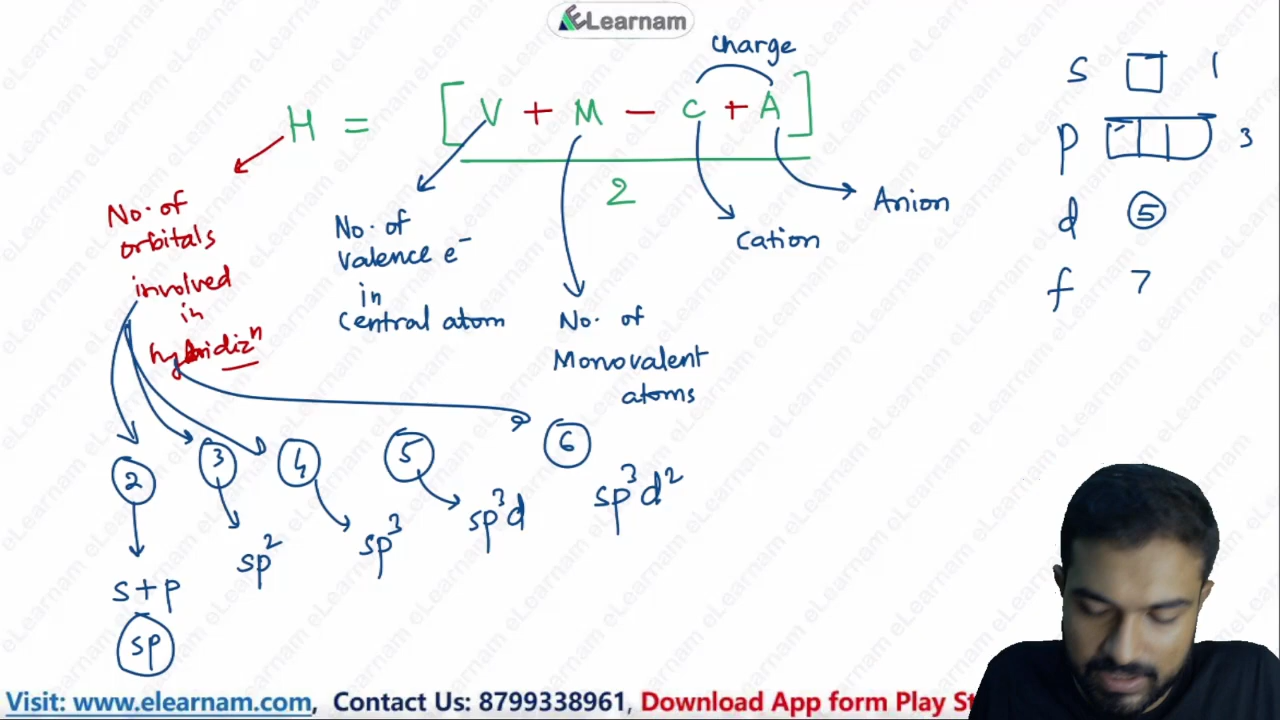 ELearnam
charge
H = [V + M - C + A]
2
No. of
orbitals
involved
in
hybridizⁿ
No. of
valence e⁻
in
central atom
No. of
Monovalent
atoms
Cation
Anion
s 1
p 3
d 5
f 7
2
3
4
5
6
s+p
sp
sp²
sp³
sp³d
sp³d²
Visit: www.elearnam.com, Contact Us: 8799338961, Download App form Play St